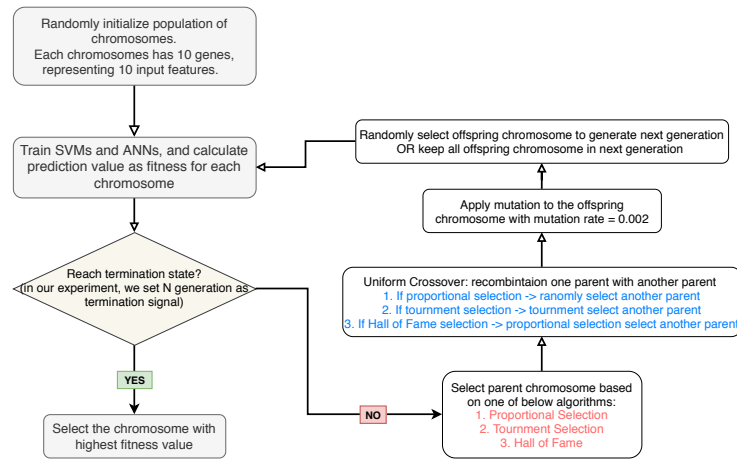 Randomly initialize population of
chromosomes.
Each chromosomes has 10 genes,
representing 10 input features.
Train SVMs and ANNs, and calculate
prediction value as fitness for each
chromosome
Reach termination state?
(in our experiment, we set N generation as
termination signal)
YES
Select the chromosome with
highest fitness value
NO
Select parent chromosome based
on one of below algorithms:
1. Proportional Selection
2. Tournment Selection
3. Hall of Fame
Uniform Crossover: recombintaion one parent with another parent
1. If proportional selection -> ranomly select another parent
2. If tournment selection -> tournment select another parent
3. If Hall of Fame selection -> proportional selection select another parent
Apply mutation to the offspring
chromosome with mutation rate = 0.002
Randomly select offspring chromosome to generate next generation
OR keep all offspring chromosome in next generation